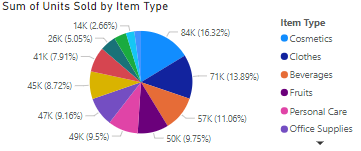 Sum of Units Sold by Item Type
14K (2.66%)
26K (5.05%)
41K (7.91%)
45K (8.72%)
47K (9.16%)
49K (9.5%)
84K (16.32%)
71K (13.89%)
57K (11.06%)
50K (9.75%)
Item Type
Cosmetics
Clothes
Beverages
Fruits
Personal Care
Office Supplies